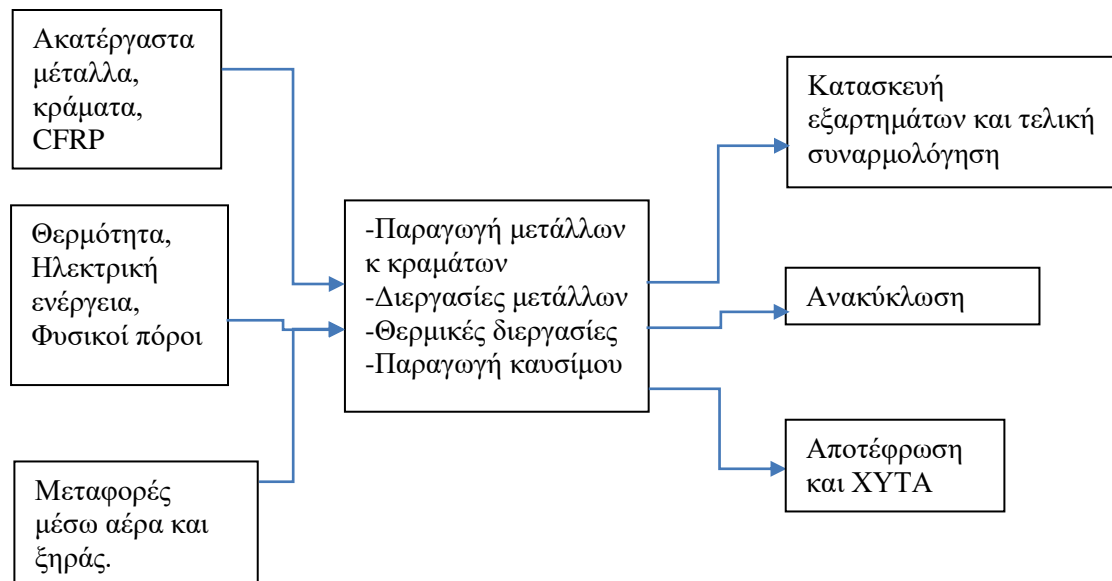 Ακατέργαστα
μέταλλα,
κράματα,
CFRP
Θερμότητα,
Ηλεκτρική
ενέργεια,
Φυσικοί πόροι
Μεταφορές
μέσω αέρα και
ξηράς.
-Παραγωγή μετάλλων
κ κραμάτων
-Διεργασίες μετάλλων
-Θερμικές διεργασίες
-Παραγωγή καυσίμου
Κατασκευή
εξαρτημάτων και τελική
συναρμολόγηση
Ανακύκλωση
Αποτέφρωση
και ΧΥΤΑ